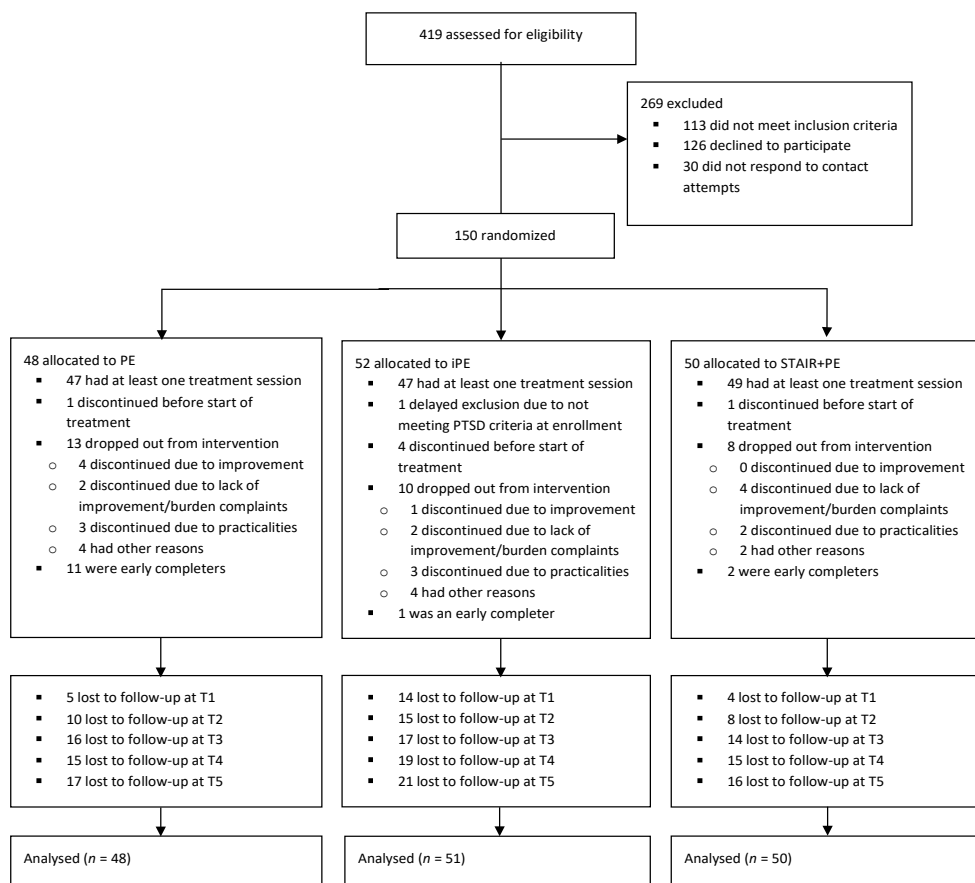 419 assessed for eligibility
269 excluded
▪ 113 did not meet inclusion criteria
▪ 126 declined to participate
▪ 30 did not respond to contact
attempts
150 randomized
48 allocated to PE
▪ 47 had at least one treatment session
▪ 1 discontinued before start of
treatment
▪ 13 dropped out from intervention
○ 4 discontinued due to improvement
○ 2 discontinued due to lack of
improvement/burden complaints
○ 3 discontinued due to practicalities
○ 4 had other reasons
▪ 11 were early completers
52 allocated to iPE
▪ 47 had at least one treatment session
▪ 1 delayed exclusion due to not
meeting PTSD criteria at enrollment
▪ 4 discontinued before start of
treatment
▪ 10 dropped out from intervention
○ 1 discontinued due to improvement
○ 2 discontinued due to lack of
improvement/burden complaints
○ 3 discontinued due to practicalities
○ 4 had other reasons
▪ 1 was an early completer
50 allocated to STAIR+PE
▪ 49 had at least one treatment session
▪ 1 discontinued before start of
treatment
▪ 8 dropped out from intervention
○ 0 discontinued due to improvement
○ 4 discontinued due to lack of
improvement/burden complaints
○ 2 discontinued due to practicalities
○ 2 had other reasons
▪ 2 were early completers
▪ 5 lost to follow-up at T1
▪ 10 lost to follow-up at T2
▪ 16 lost to follow-up at T3
▪ 15 lost to follow-up at T4
▪ 17 lost to follow-up at T5
▪ 14 lost to follow-up at T1
▪ 15 lost to follow-up at T2
▪ 17 lost to follow-up at T3
▪ 19 lost to follow-up at T4
▪ 21 lost to follow-up at T5
▪ 4 lost to follow-up at T1
▪ 8 lost to follow-up at T2
▪ 14 lost to follow-up at T3
▪ 15 lost to follow-up at T4
▪ 16 lost to follow-up at T5
Analysed (n = 48)
Analysed (n = 51)
Analysed (n = 50)